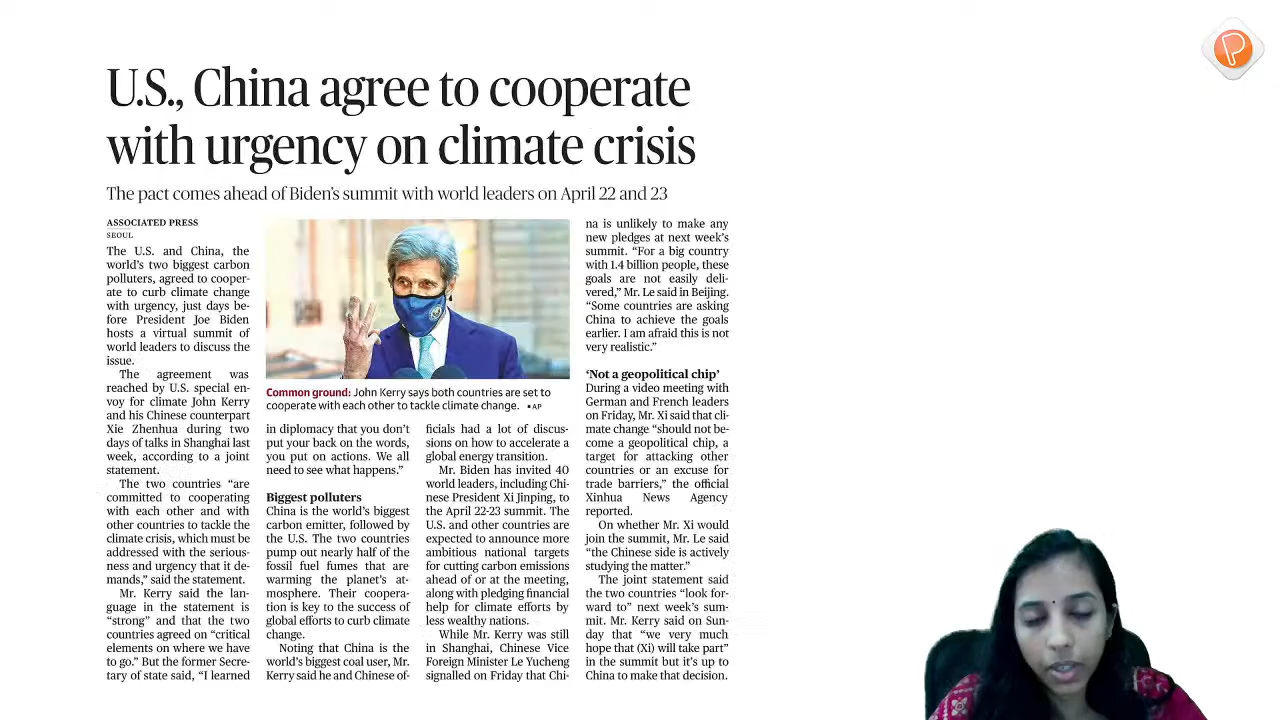 U.S., China agree to cooperate
with urgency on climate crisis
The pact comes ahead of Biden's summit with world leaders on April 22 and 23
ASSOCIATED PRESS
SEOUL
The U.S. and China, the
world's two biggest carbon
polluters, agreed to cooper-
ate to curb climate change
with urgency, just days be-
fore President Joe Biden
hosts a virtual summit of
world leaders to discuss the
issue.
The agreement was
reached by U.S. special en-
voy for climate John Kerry
and his Chinese counterpart
Xie Zhenhua during two
days of talks in Shanghai last
week, according to a joint
statement.
The two countries “are
committed to cooperating
with each other and with
other countries to tackle the
climate crisis, which must be
addressed with the serious-
ness and urgency that it de-
mands,” said the statement.
Mr. Kerry said the lan-
guage in the statement is
“strong” and that the two
countries agreed on “critical
elements on where we have
to go.” But the former Secre-
tary of state said, “I learned
Common ground: John Kerry says both countries are set to
cooperate with each other to tackle climate change. ▪AP
in diplomacy that you don't
put your back on the words,
you put on actions. We all
need to see what happens.”
Biggest polluters
China is the world's biggest
carbon emitter, followed by
the U.S. The two countries
pump out nearly half of the
fossil fuel fumes that are
warming the planet's at-
mosphere. Their coopera-
tion is key to the success of
global efforts to curb climate
change.
Noting that China is the
world's biggest coal user, Mr.
Kerry said he and Chinese of-
ficials had a lot of discus-
sions on how to accelerate a
global energy transition.
Mr. Biden has invited 40
world leaders, including Chi-
nese President Xi Jinping, to
the April 22-23 summit. The
U.S. and other countries are
expected to announce more
ambitious national targets
for cutting carbon emissions
ahead of or at the meeting,
along with pledging financial
help for climate efforts by
less wealthy nations.
While Mr. Kerry was still
in Shanghai, Chinese Vice
Foreign Minister Le Yucheng
signalled on Friday that Chi-
na is unlikely to make any
new pledges at next week's
summit. “For a big country
with 1.4 billion people, these
goals are not easily deli-
vered,” Mr. Le said in Beijing.
“Some countries are asking
China to achieve the goals
earlier. I am afraid this is not
very realistic.”
‘Not a geopolitical chip’
During a video meeting with
German and French leaders
on Friday, Mr. Xi said that cli-
mate change “should not be-
come a geopolitical chip, a
target for attacking other
countries or an excuse for
trade barriers,” the official
Xinhua News Agency
reported.
On whether Mr. Xi would
join the summit, Mr. Le said
“the Chinese side is actively
studying the matter.”
The joint statement said
the two countries “look for-
ward to” next week's sum-
mit. Mr. Kerry said on Sun-
day that “we very much
hope that (Xi) will take part”
in the summit but it's up to
China to make that decision.
P